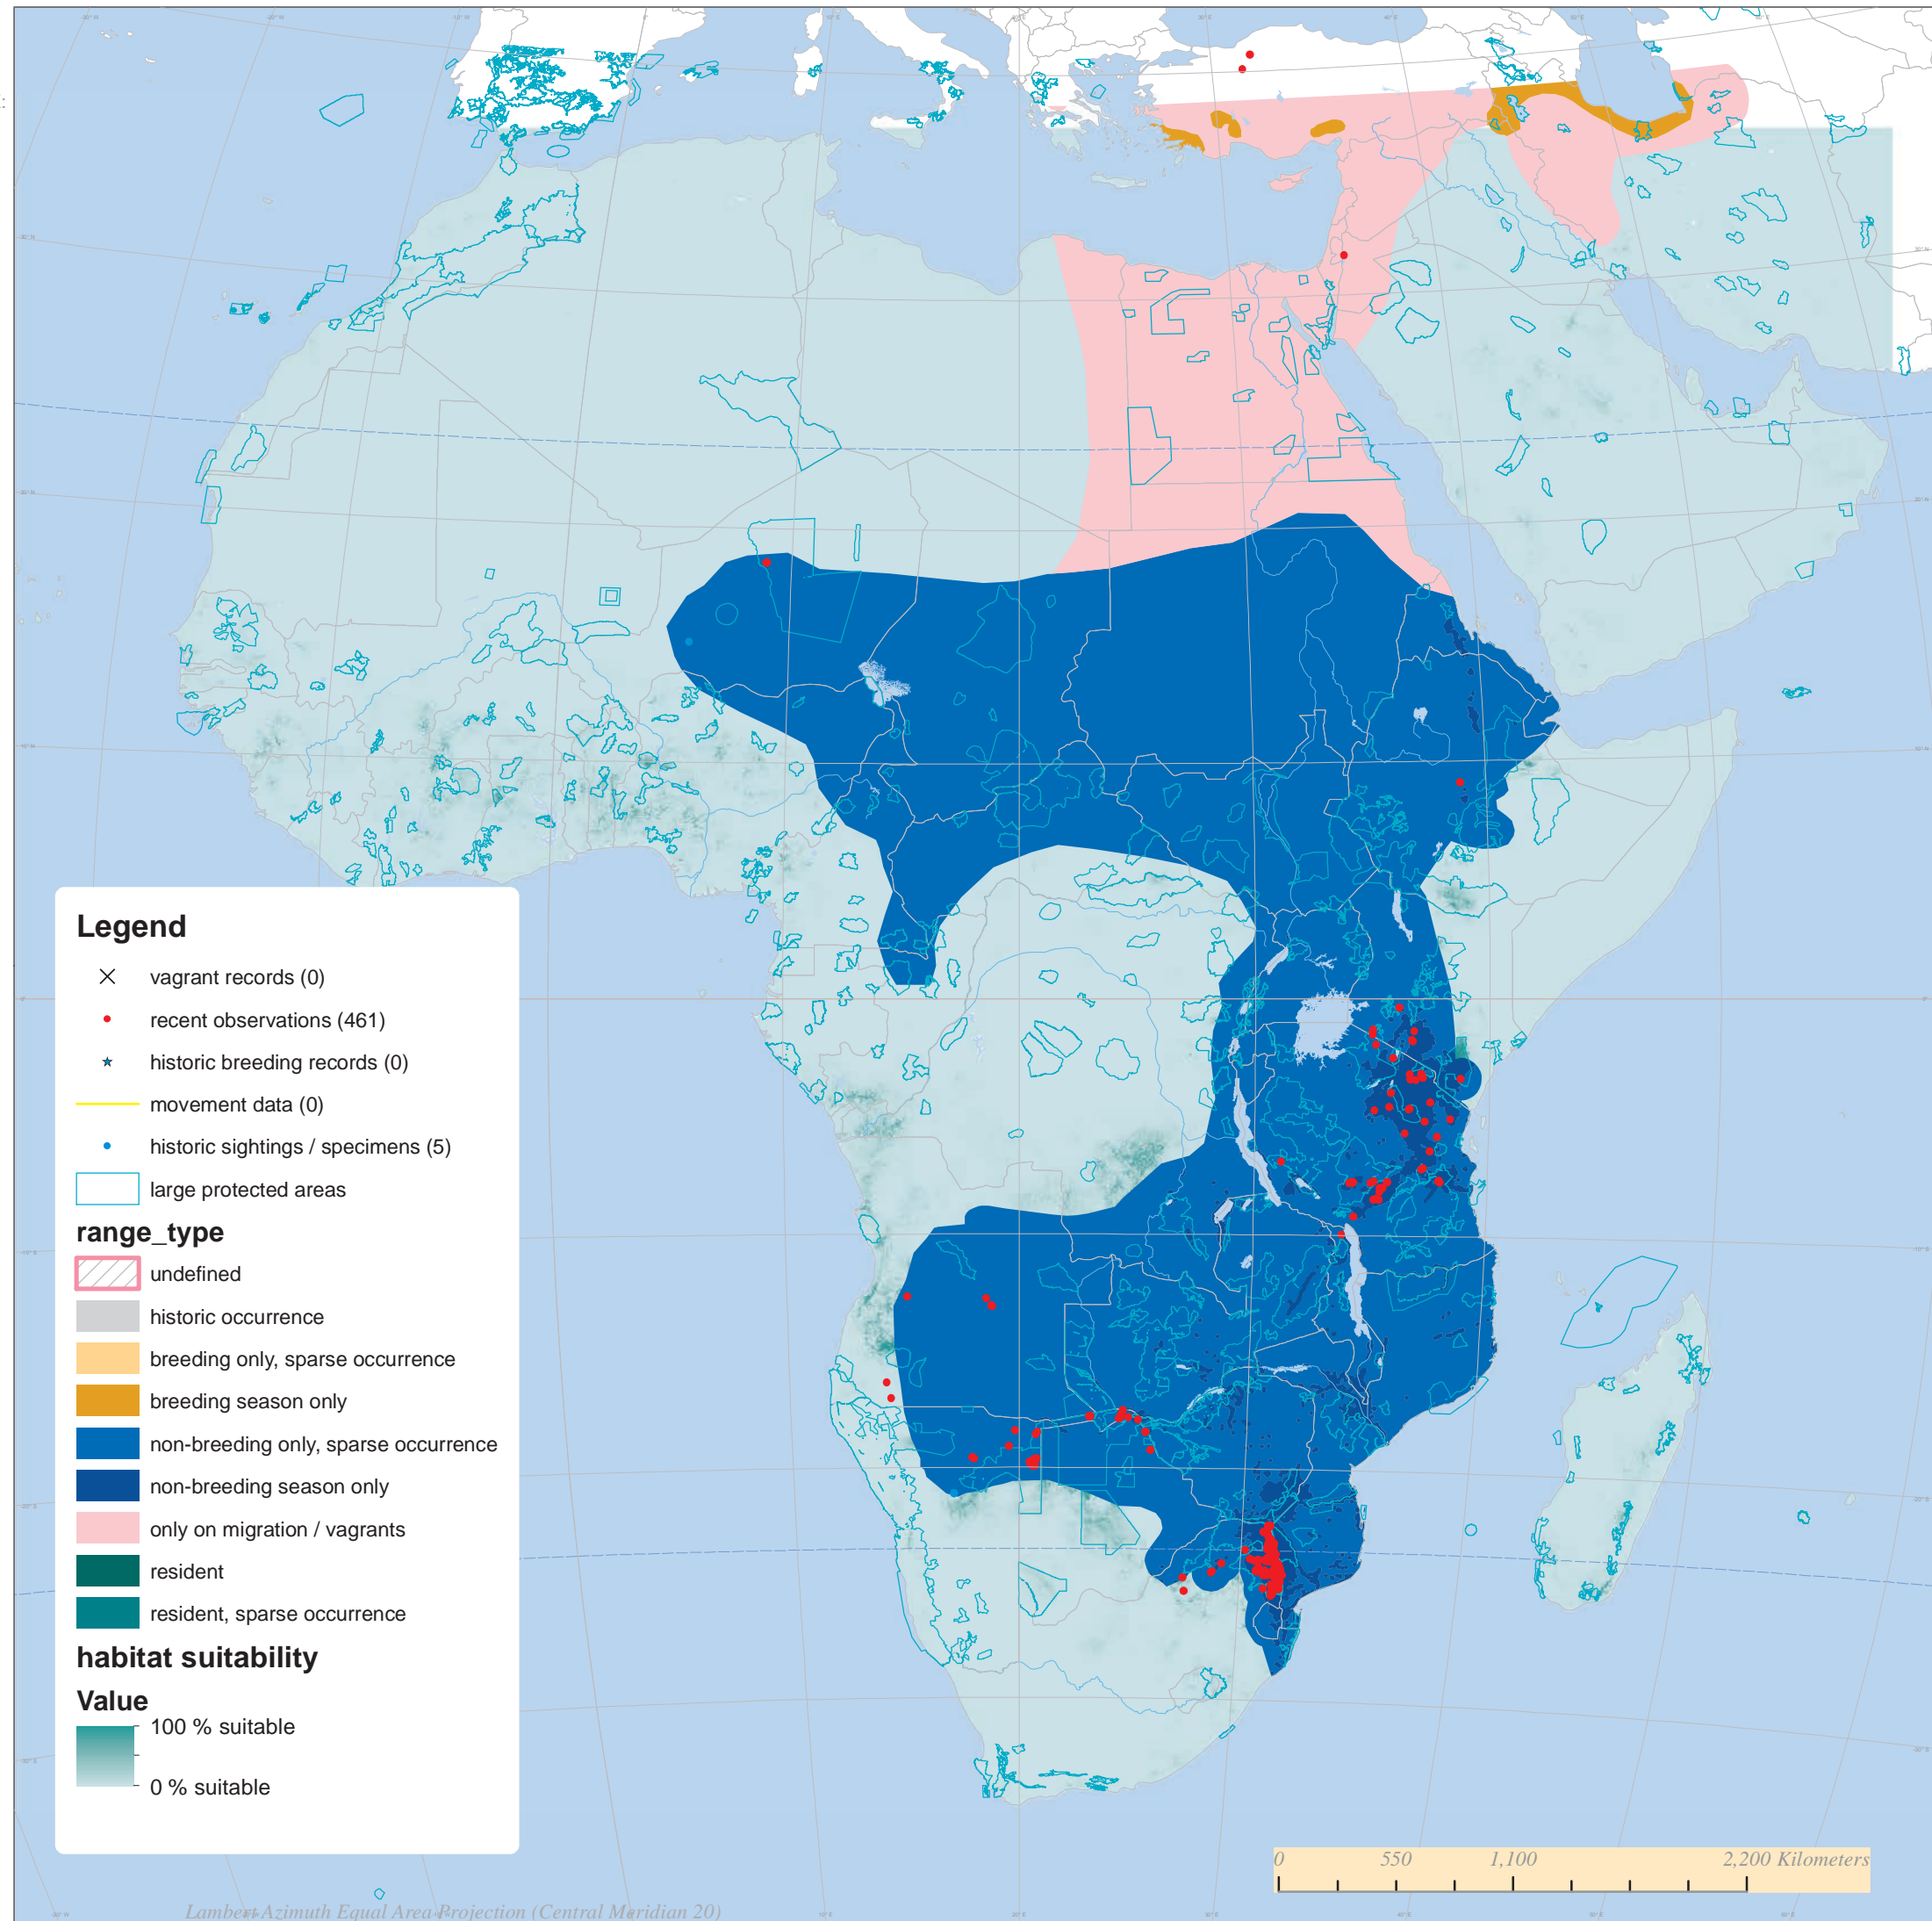 Legend
vagrant records (0)
recent observations (461)
historic breeding records (0)
movement data (0)
historic sightings / specimens (5)
large protected areas
range_type
undefined
historic occurrence
breeding only, sparse occurrence
breeding season only
non-breeding only, sparse occurrence
non-breeding season only
only on migration / vagrants
resident
resident, sparse occurrence
habitat suitability
Value
100 % suitable
0 % suitable
0 550 1,100 2,200 Kilometers
Lambert Azimuth Equal Area Projection (Central Meridian 20)